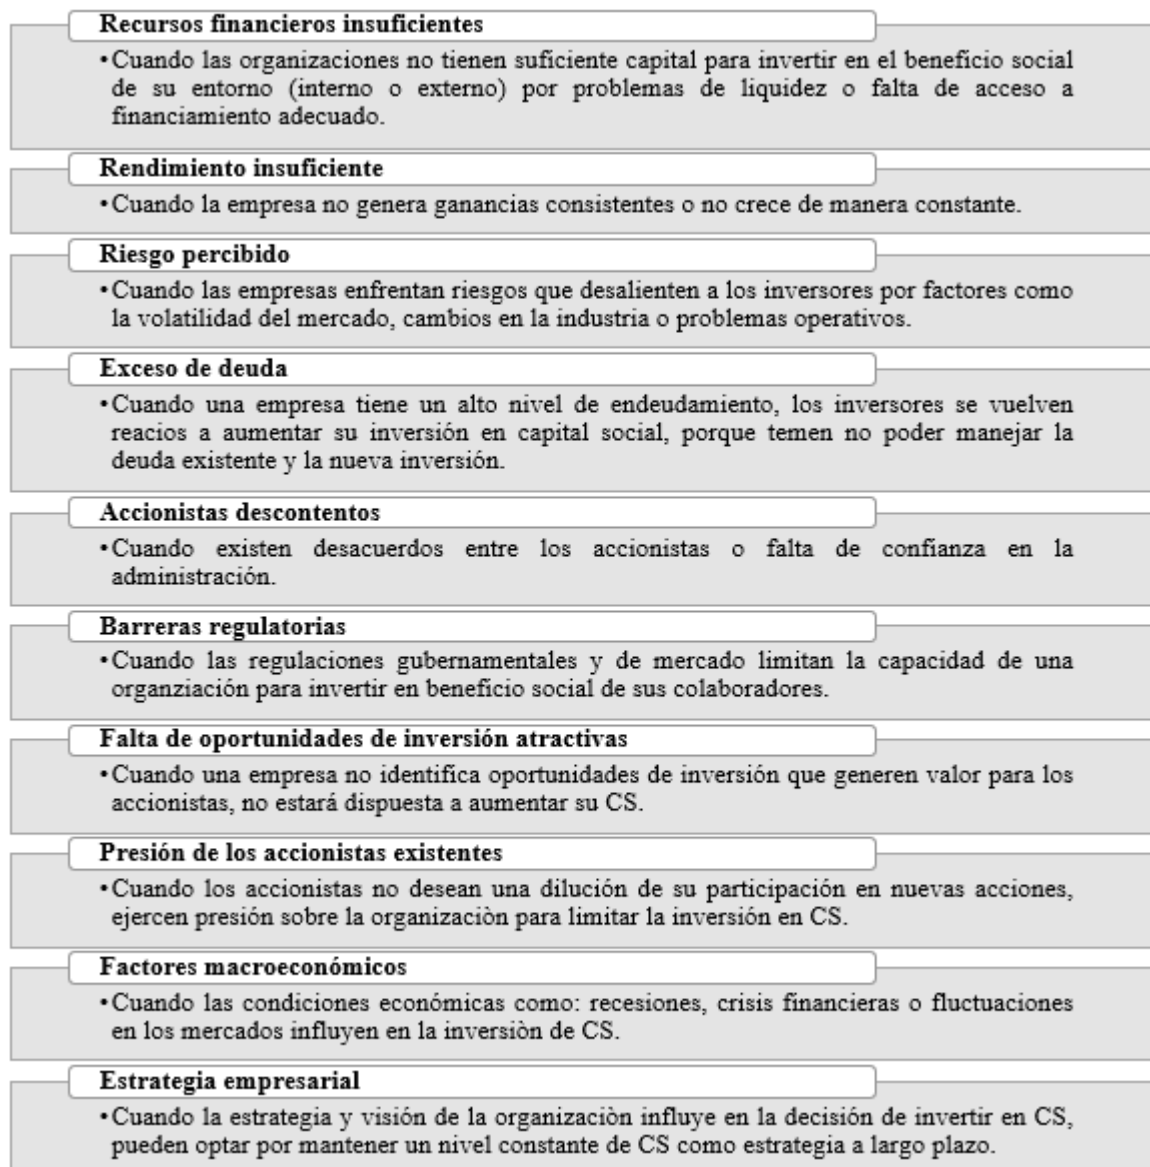 Recursos financieros insuficientes
•Cuando las organizaciones no tienen suficiente capital para invertir en el beneficio social
de su entorno (interno o externo) por problemas de liquidez o falta de acceso a
financiamiento adecuado.
Rendimiento insuficiente
•Cuando la empresa no genera ganancias consistentes o no crece de manera constante.
Riesgo percibido
•Cuando las empresas enfrentan riesgos que desalienten a los inversores por factores como
la volatilidad del mercado, cambios en la industria o problemas operativos.
Exceso de deuda
•Cuando una empresa tiene un alto nivel de endeudamiento, los inversores se vuelven
reacios a aumentar su inversión en capital social, porque temen no poder manejar la
deuda existente y la nueva inversión.
Accionistas descontentos
•Cuando existen desacuerdos entre los accionistas o falta de confianza en la
administración.
Barreras regulatorias
•Cuando las regulaciones gubernamentales y de mercado limitan la capacidad de una
organziación para invertir en beneficio social de sus colaboradores.
Falta de oportunidades de inversión atractivas
•Cuando una empresa no identifica oportunidades de inversión que generen valor para los
accionistas, no estará dispuesta a aumentar su CS.
Presión de los accionistas existentes
•Cuando los accionistas no desean una dilución de su participación en nuevas acciones,
ejercen presión sobre la organizaciòn para limitar la inversión en CS.
Factores macroeconómicos
•Cuando las condiciones económicas como: recesiones, crisis financieras o fluctuaciones
en los mercados influyen en la inversiòn de CS.
Estrategia empresarial
•Cuando la estrategia y visión de la organizaciòn influye en la decisión de invertir en CS,
pueden optar por mantener un nivel constante de CS como estrategia a largo plazo.